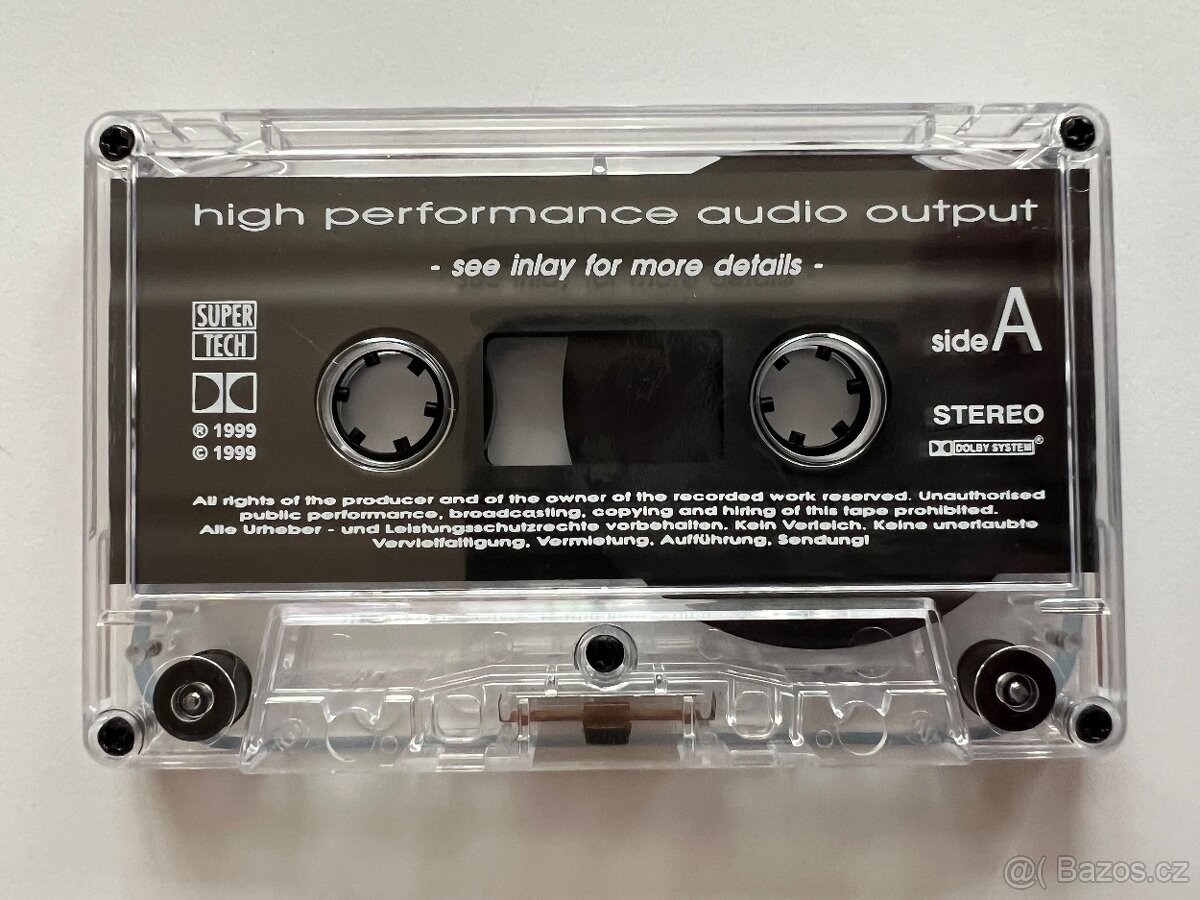 high performance audio output
- see inlay for more details -
SUPER
TECH
side A
® 1999
© 1999
STEREO
DOLBY SYSTEM®
All rights of the producer and of the owner of the recorded work reserved. Unauthorised
public performance, broadcasting, copying and hiring of this tape prohibited.
Alle Urheber - und Leistungsschutzrechte vorbehalten. Kein Verleich. Keine unerlaubte
Vervielfältigung, Vermietung, Aufführung, Sendung!
@( Bazos.cz